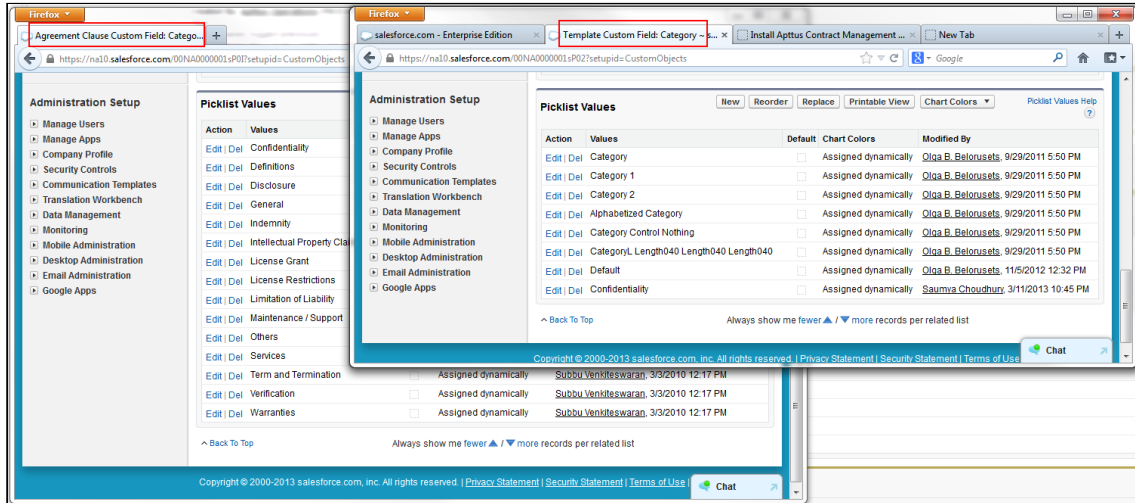 Firefox
Agreement Clause Custom Field: Catego...
https://na10.salesforce.com/00NA0000001sP0I?setupid=CustomObjects
Administration Setup
Manage Users
Manage Apps
Company Profile
Security Controls
Communication Templates
Translation Workbench
Data Management
Monitoring
Mobile Administration
Desktop Administration
Email Administration
Google Apps
Picklist Values
Action Values
Edit | Del Confidentiality
Edit | Del Definitions
Edit | Del Disclosure
Edit | Del General
Edit | Del Indemnity
Edit | Del Intellectual Property Cla
Edit | Del License Grant
Edit | Del License Restrictions
Edit | Del Limitation of Liability
Edit | Del Maintenance / Support
Edit | Del Others
Edit | Del Services
Edit | Del Term and Termination Assigned dynamically Subbu Venkiteswaran, 3/3/2010 12:17 PM
Edit | Del Verification Assigned dynamically Subbu Venkiteswaran, 3/3/2010 12:17 PM
Edit | Del Warranties Assigned dynamically Subbu Venkiteswaran, 3/3/2010 12:17 PM
Back To Top Always show me fewer / more records per related list
Copyright © 2000-2013 salesforce.com, inc. All rights reserved. | Privacy Statement | Security Statement | Terms of Use |
Chat
Firefox
salesforce.com - Enterprise Edition
Template Custom Field: Category ~ s...
Install Apttus Contract Management ...
New Tab
https://na10.salesforce.com/00NA0000001sP02?setupid=CustomObjects
Google
Administration Setup
Manage Users
Manage Apps
Company Profile
Security Controls
Communication Templates
Translation Workbench
Data Management
Monitoring
Mobile Administration
Desktop Administration
Email Administration
Google Apps
Picklist Values New Reorder Replace Printable View Chart Colors Picklist Values Help
Action Values Default Chart Colors Modified By
Edit | Del Category Assigned dynamically Olga B. Belorusets, 9/29/2011 5:50 PM
Edit | Del Category 1 Assigned dynamically Olga B. Belorusets, 9/29/2011 5:50 PM
Edit | Del Category 2 Assigned dynamically Olga B. Belorusets, 9/29/2011 5:50 PM
Edit | Del Alphabetized Category Assigned dynamically Olga B. Belorusets, 9/29/2011 5:50 PM
Edit | Del Category Control Nothing Assigned dynamically Olga B. Belorusets, 9/29/2011 5:50 PM
Edit | Del CategoryL Length040 Length040 Length040 Assigned dynamically Olga B. Belorusets, 9/29/2011 5:50 PM
Edit | Del Default Assigned dynamically Olga B. Belorusets, 11/5/2012 12:32 PM
Edit | Del Confidentiality Assigned dynamically Saumya Choudhury, 3/11/2013 10:45 PM
Back To Top Always show me fewer / more records per related list
Copyright © 2000-2013 salesforce.com, inc. All rights reserved. | Privacy Statement | Security Statement | Terms of Use
Chat